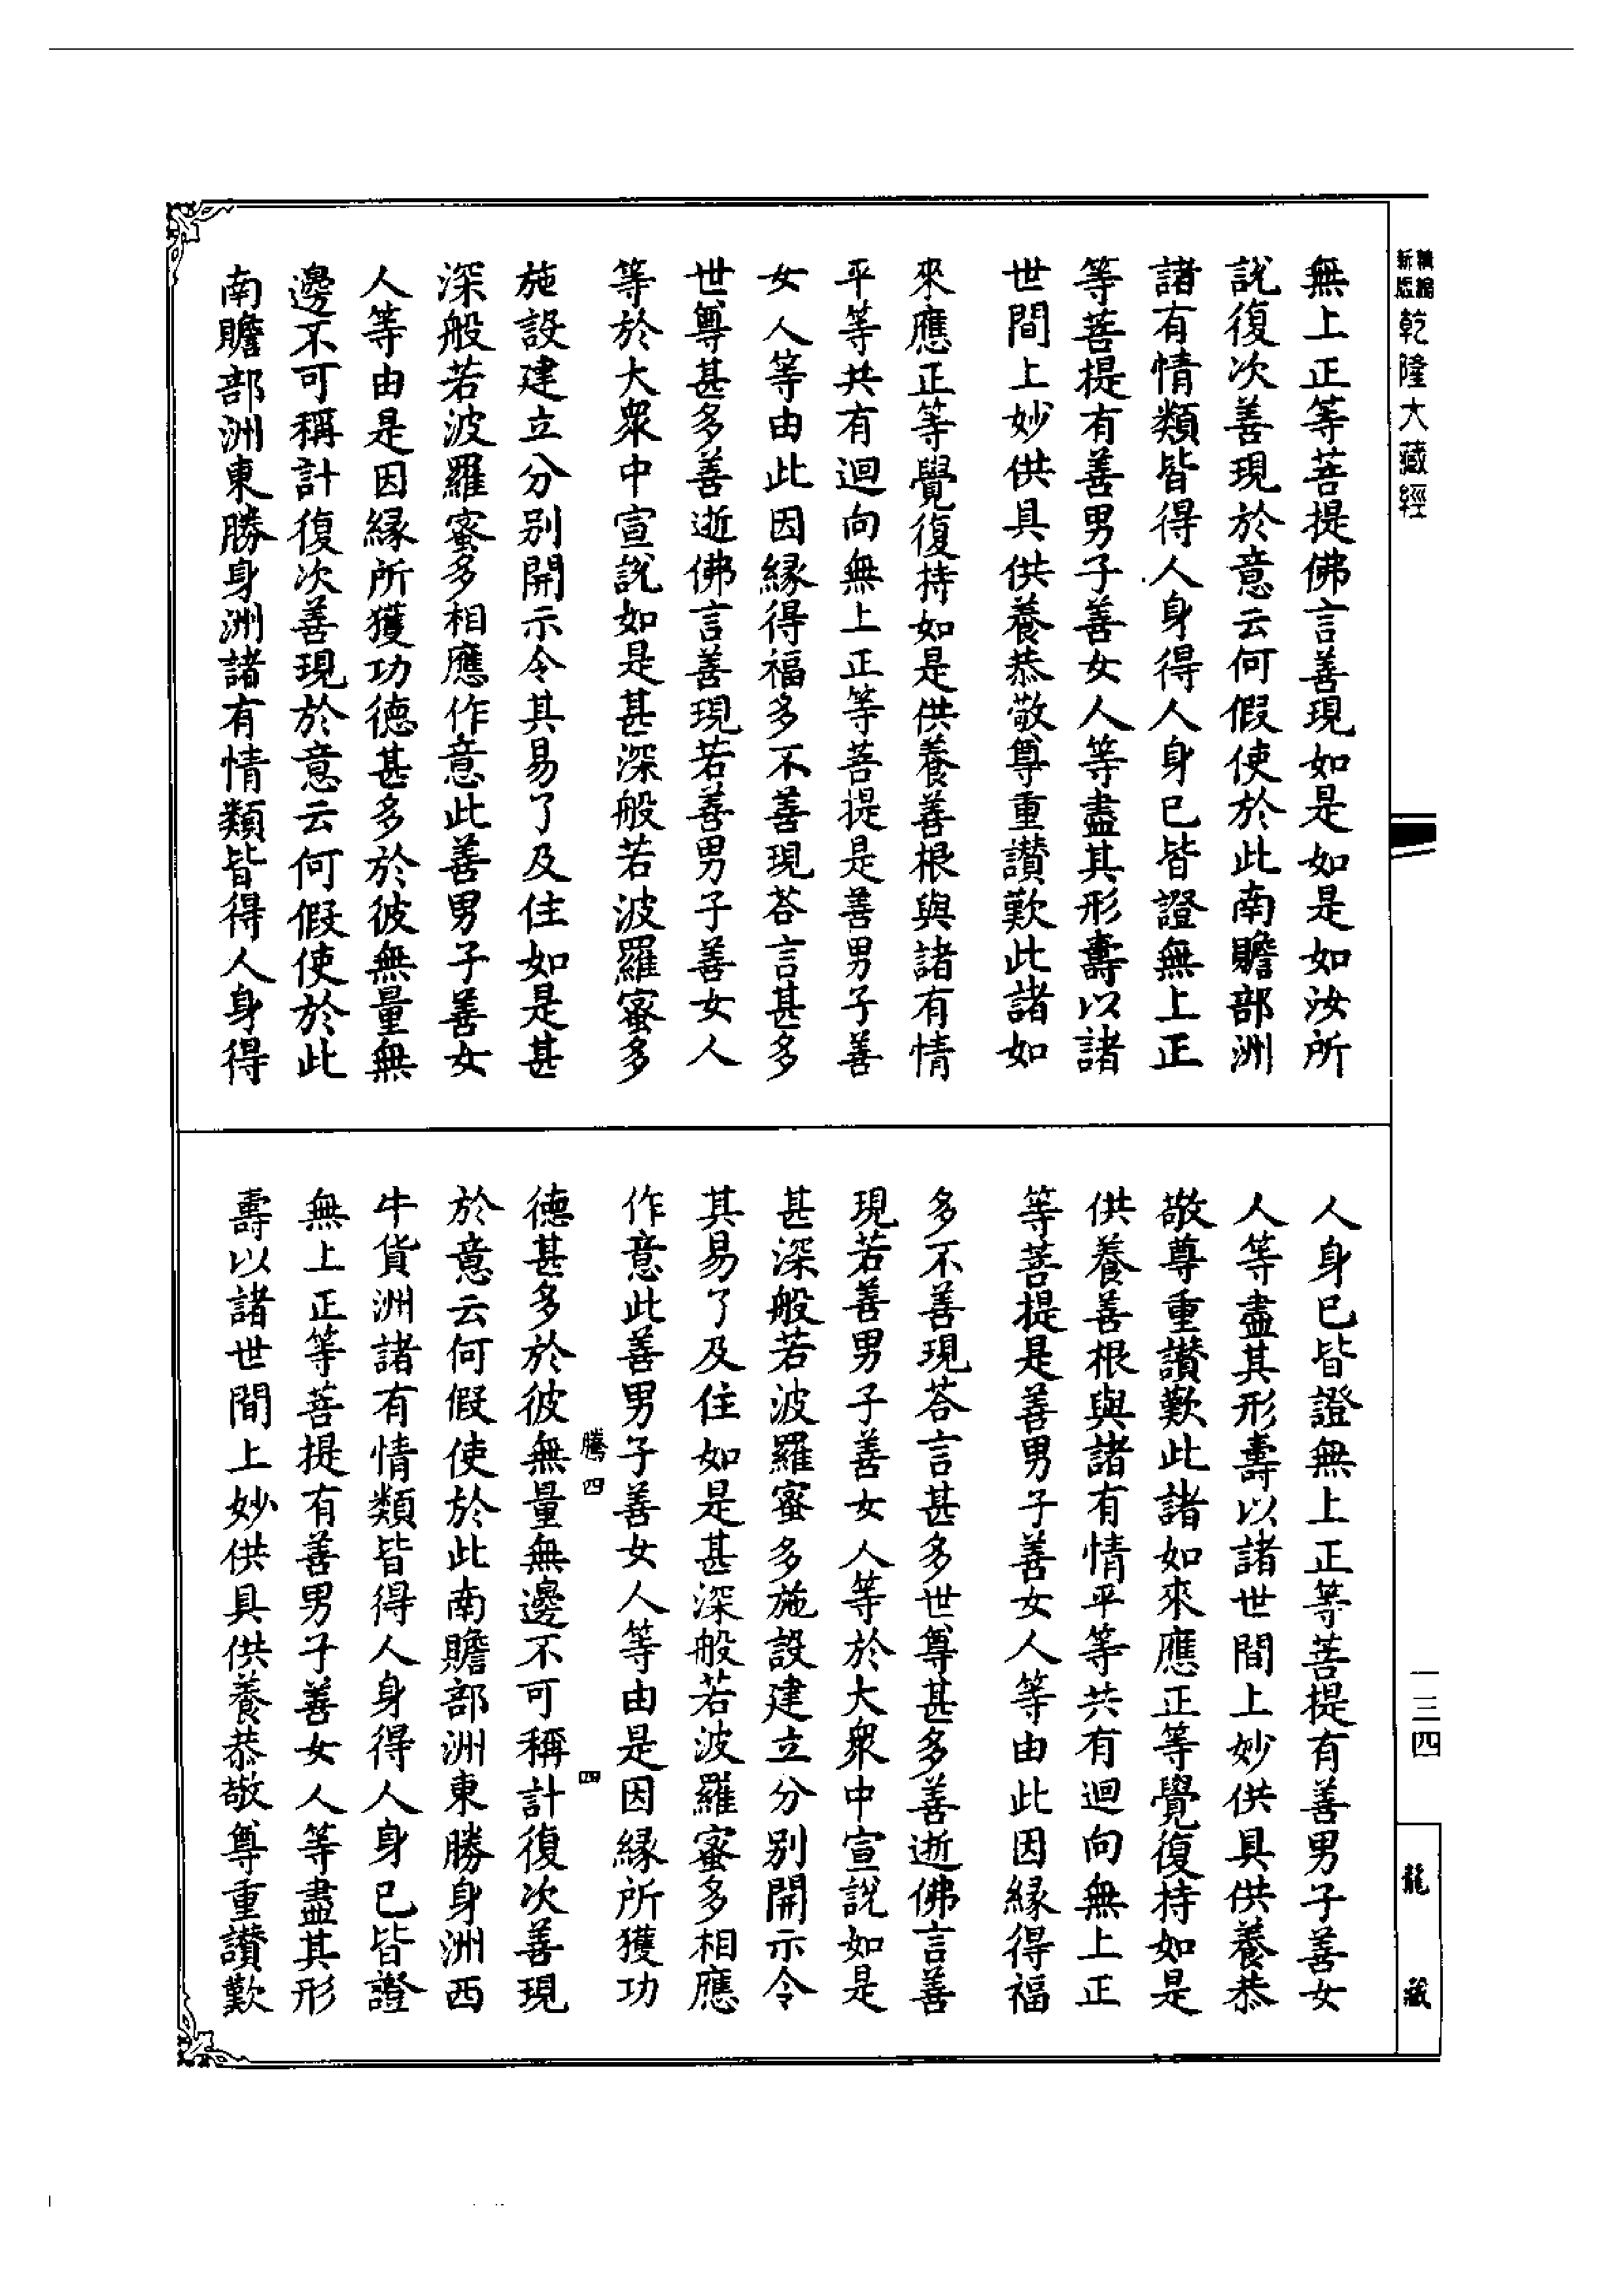 精編
新版
乾隆大藏經
無上正等菩提佛言善現如是如是如汝所
說復次善現於意云何假使於此南贍部洲
諸有情類皆得人身得人身已皆證無上正
等菩提有善男子善女人等盡其形壽以諸
世間上妙供具供養恭敬尊重讚歎此諸如
來應正等覺復持如是供養善根與諸有情
平等共有迴向無上正等菩提是善男子善
女人等由此因緣得福多不善現荅言甚多
世尊甚多善逝佛言善現若善男子善女人
等於大衆中宣說如是甚深般若波羅蜜多
施設建立分别開示令其易了及住如是甚
深般若波羅蜜多相應作意此善男子善女
人等由是因緣所獲功德甚多於彼無量無
邊不可稱計復次善現於意云何假使於此
南贍部洲東勝身洲諸有情類皆得人身得
人身已皆證無上正等菩提有善男子善女
人等盡其形壽以諸世間上妙供具供養恭
敬尊重讚歎此諸如來應正等覺復持如是
供養善根與諸有情平等共有迴向無上正
等菩提是善男子善女人等由此因緣得福
多不善現荅言甚多世尊甚多善逝佛言善
現若善男子善女人等於大衆中宣說如是
甚深般若波羅蜜多施設建立分别開示令
其易了及住如是甚深般若波羅蜜多相應
作意此善男子善女人等由是因緣所獲功
騰四
四
德甚多於彼無量無邊不可稱計復次善現
於意云何假使於此南贍部洲東勝身洲西
牛貨洲諸有情類皆得人身得人身已皆證
無上正等菩提有善男子善女人等盡其形
壽以諸世間上妙供具供養恭敬尊重讚歎
一三四
龍藏